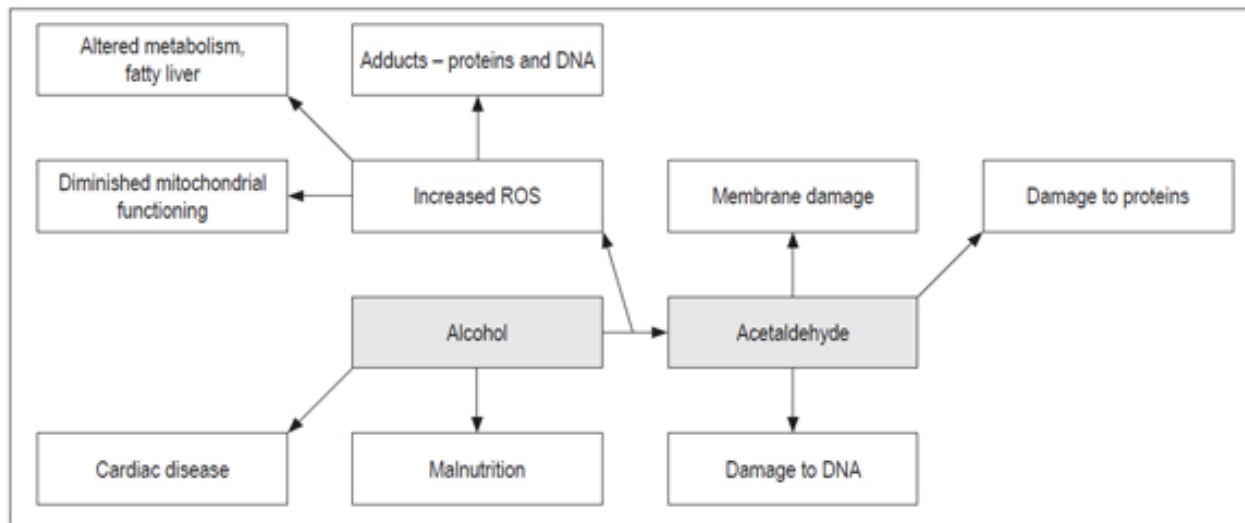 Altered metabolism,
fatty liver
Adducts – proteins and DNA
Diminished mitochondrial
functioning
Increased ROS
Membrane damage
Damage to proteins
Alcohol
Acetaldehyde
Cardiac disease
Malnutrition
Damage to DNA